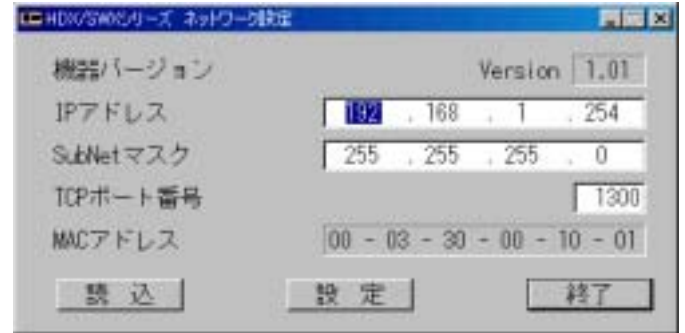 HDX/SWXシリーズ ネットワーク設定
機器バージョン Version 1.01
IPアドレス 192 . 168 . 1 . 254
SubNetマスク 255 . 255 . 255 . 0
TCPポート番号 1300
MACアドレス 00 - 03 - 30 - 00 - 10 - 01
読 込 設 定 終了